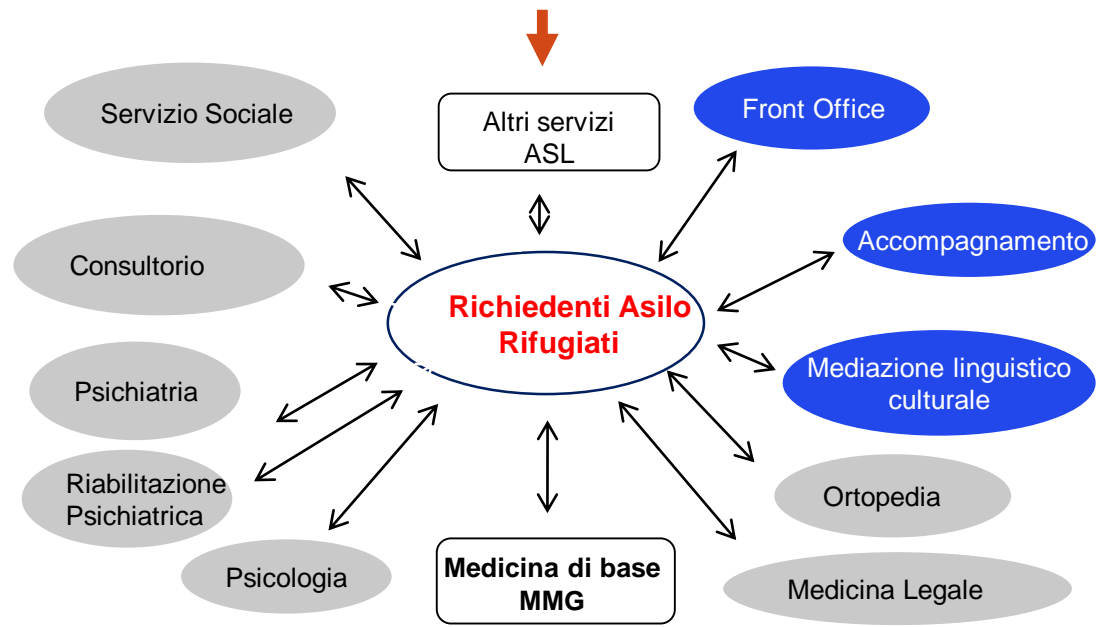 Servizio Sociale
Altri servizi
ASL
Front Office
Consultorio
Accompagnamento
Richiedenti Asilo
Rifugiati
Psichiatria
Mediazione linguistico
culturale
Riabilitazione
Psichiatrica
Ortopedia
Psicologia
Medicina di base
MMG
Medicina Legale